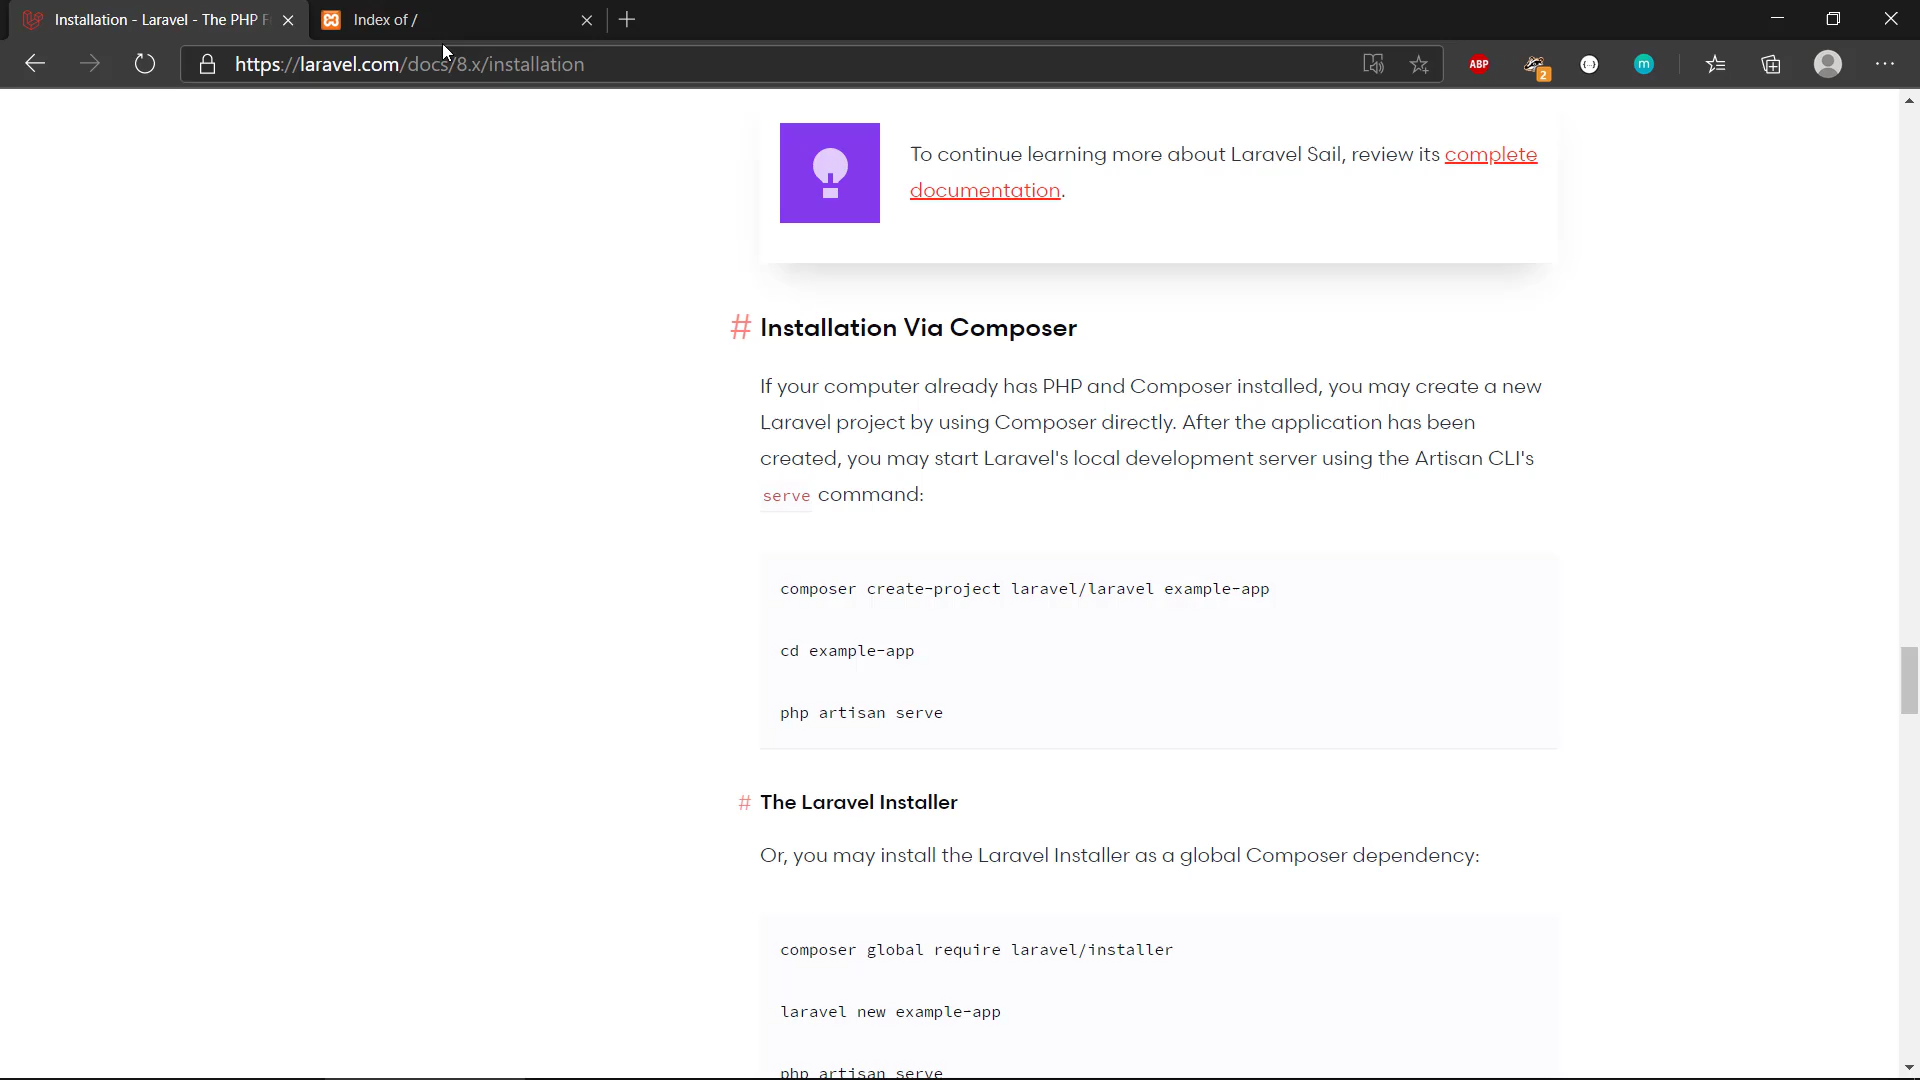 Installation - Laravel - The PHP F
Index of /
https://laravel.com/docs/8.x/installation
ABP
2
{...}
m
To continue learning more about Laravel Sail, review its complete
documentation.
# Installation Via Composer
If your computer already has PHP and Composer installed, you may create a new
Laravel project by using Composer directly. After the application has been
created, you may start Laravel's local development server using the Artisan CLI's
serve command:
composer create-project laravel/laravel example-app
cd example-app
php artisan serve
# The Laravel Installer
Or, you may install the Laravel Installer as a global Composer dependency:
composer global require laravel/installer
laravel new example-app
php artisan serve